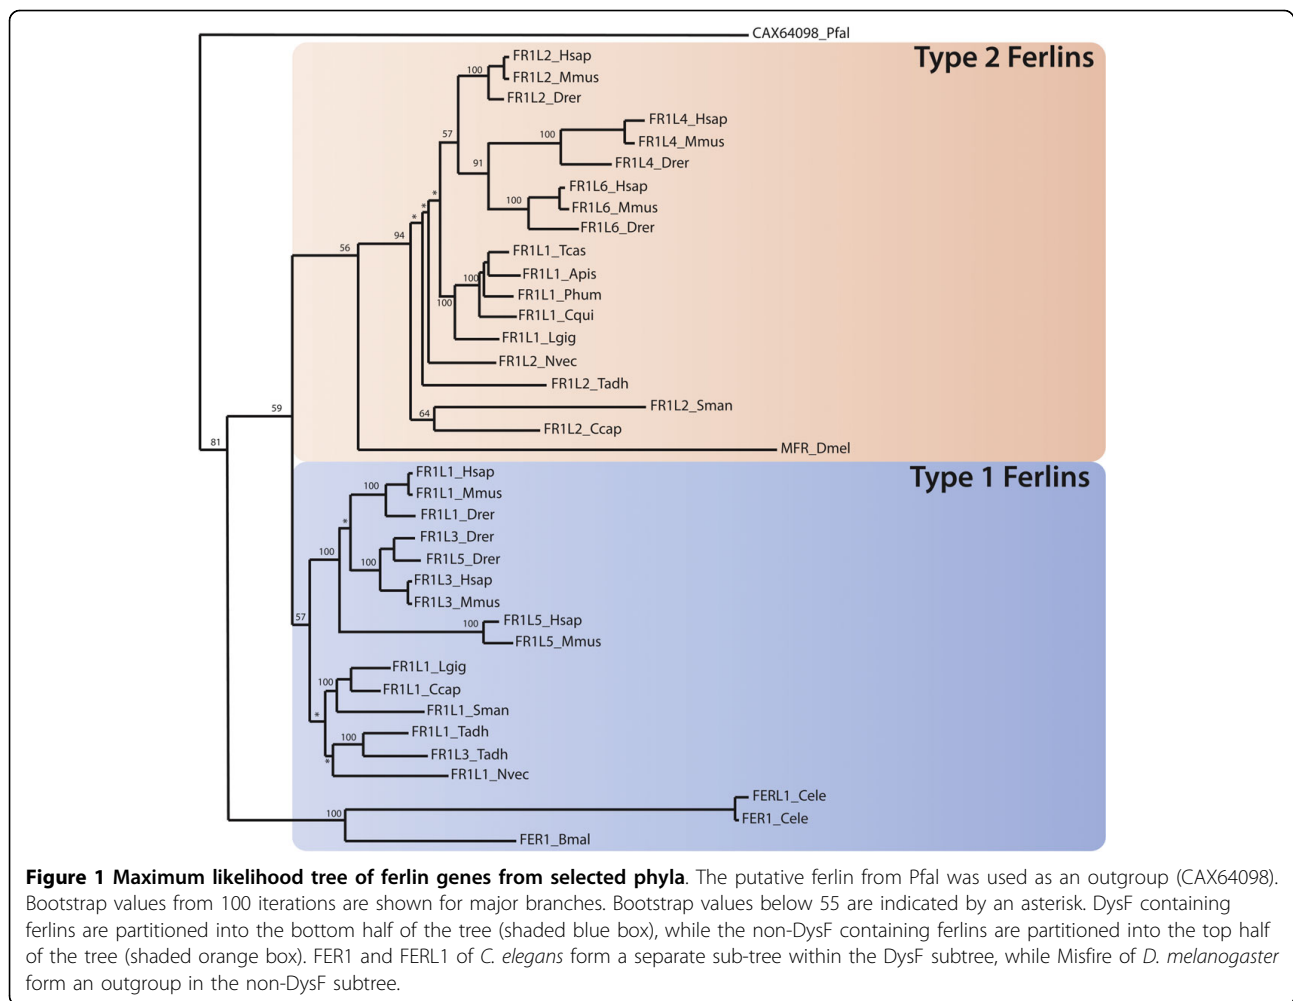 CAX64098_Pfal
Type 2 Ferlins
FR1L2_Hsap
100
FR1L2_Mmus
FR1L2_Drer
FR1L4_Hsap
57
100
FR1L4_Mmus
91
FR1L4_Drer
FR1L6_Hsap
*
100
FR1L6_Mmus
*
*
FR1L6_Drer
94
56
FR1L1_Tcas
100
FR1L1_Apis
FR1L1_Phum
100
FR1L1_Cqui
FR1L1_Lgig
FR1L2_Nvec
FR1L2_Tadh
59
64
FR1L2_Sman
FR1L2_Ccap
81
MFR_Dmel
Type 1 Ferlins
FR1L1_Hsap
100
FR1L1_Mmus
FR1L1_Drer
*
FR1L3_Drer
100
100
FR1L5_Drer
FR1L3_Hsap
FR1L3_Mmus
57
100
FR1L5_Hsap
FR1L5_Mmus
FR1L1_Lgig
100
FR1L1_Ccap
*
FR1L1_Sman
100
FR1L1_Tadh
*
FR1L3_Tadh
FR1L1_Nvec
FERL1_Cele
100
FER1_Cele
FER1_Bmal
Figure 1 Maximum likelihood tree of ferlin genes from selected phyla. The putative ferlin from Pfal was used as an outgroup (CAX64098).
Bootstrap values from 100 iterations are shown for major branches. Bootstrap values below 55 are indicated by an asterisk. DysF containing
ferlins are partitioned into the bottom half of the tree (shaded blue box), while the non-DysF containing ferlins are partitioned into the top half
of the tree (shaded orange box). FER1 and FERL1 of C. elegans form a separate sub-tree within the DysF subtree, while Misfire of D. melanogaster
form an outgroup in the non-DysF subtree.